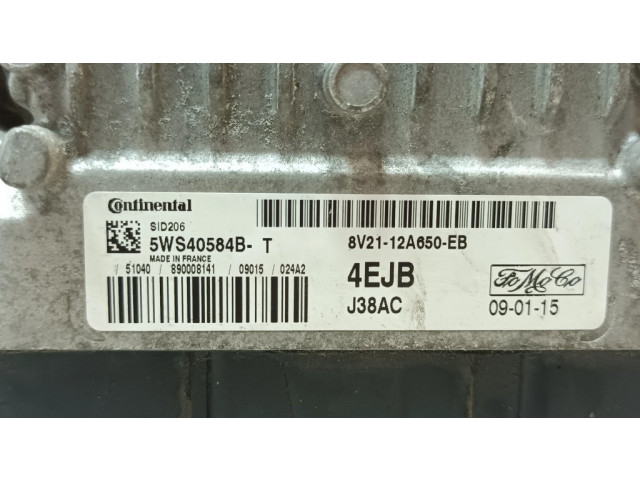 Continental
SID206
5WS40584B- T
MADE IN FRANCE
/ 51040 / 890008141 / 09015 / 024A2
8V21-12A650-EB
4EJB
J38AC
FoMoCo
09-01-15